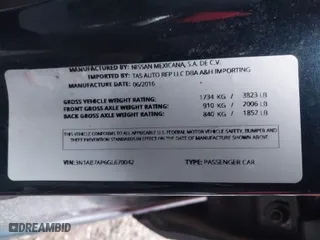 MANUFACTURED BY: NISSAN MEXICANA, S.A. DE C.V.
IMPORTED BY: TAS AUTO REP LLC DBA A&H IMPORTING
MANUFACTURE DATE: 06/2016
GROSS VEHICLE WEIGHT RATING: 1734 KG / 3823 LB
FRONT GROSS AXLE WEIGHT RATING: 910 KG / 2006 LB
BACK GROSS AXLE WEIGHT RATING: 840 KG / 1857 LB
THIS VEHICLE CONFORMS TO ALL APPLICABLE U.S. FEDERAL MOTOR VEHICLE SAFETY, BUMPER AND
THEFT PREVENTION STANDARDS IN EFFECT ON THE DATE OF MANUFACTURE SHOWN ABOVE.
VIN: 3N1AB7AP6GL670042 TYPE: PASSENGER CAR
DREAMBID